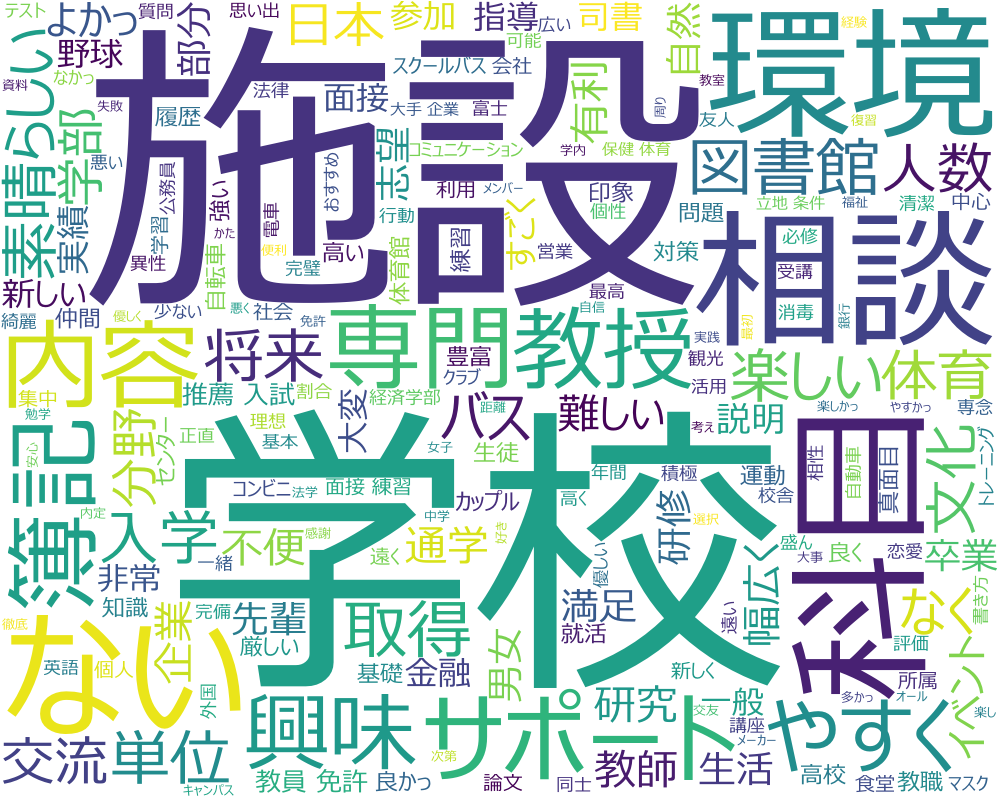 テスト
よかっ
質問
思い出
日本
参加
指導
広い
司書
可能
自然
環境
経験
教室
資料
なかっ
野球
部分
失敗
法律
面接
スクールバス 会社
大手 企業
富士
有利
周り
友人
復習
素晴らしい
学部
履歴
施設
志望
コミュニケーション
学内
保健 体育
図書館
人数
悪い
公務員
強い
おすすめ
利用
メンバー
印象
個性
立地 条件
福祉
清潔
中心
実績
学習
かた
電車
行動
すごく
問題
異性
便利
高い
練習
営業
対策
必修
相談
新しい
自転車
完璧
体育館
最高
受講
消毒
銀行
綺麗
仲間
優しく
少ない
悪く
社会
免許
自信
実践
最初
内容
将来
専門
教授
豊富
観光
楽しい
体育
集中
勉学
推薦 入試
割合
経済学部
クラブ
活用
簿記
分野
センター
正直
理想
基本
大変
バス
距離
難しい
考え
説明
楽しかっ
やすかっ
専念
安心
女子
生徒
学校
科目
相性
自動車
真面目
文化
トレーニング
コンビニ
法学
面接 練習
カップル
年間
積極
運動
校舎
内定
入学
不便
感謝
中学
通学
高く
好き
研修
選択
幅広く
盛ん
大事
良く
恋愛
卒業
非常
一緒
遠く
優しい
知識
完備
先輩
取得
満足
遠い
なく
書き方
徹底
ない
企業
厳しい
就活
評価
英語
個人
基礎
金融
男女
新しく
所属
イベント
外国
興味
サポート
研究
交友
一般
多かっ
オール
楽し
やすく
交流
単位
次第
講座
メーカー
教師
生活
高校
キャンパス
教員 免許
良かっ
論文
同士
食堂
教職
マスク